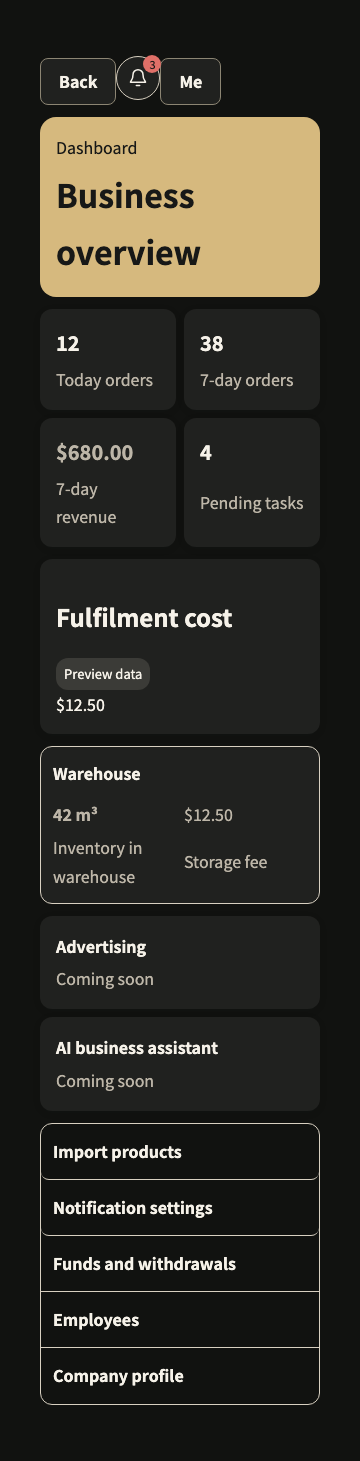 Back
3
Me
Dashboard
Business
overview
12
38
Today orders
7-day orders
$680.00
4
7-day
revenue
Pending tasks
Fulfilment cost
Preview data
$12.50
Warehouse
42 m³
$12.50
Inventory in
warehouse
Storage fee
Advertising
Coming soon
AI business assistant
Coming soon
Import products
Notification settings
Funds and withdrawals
Employees
Company profile